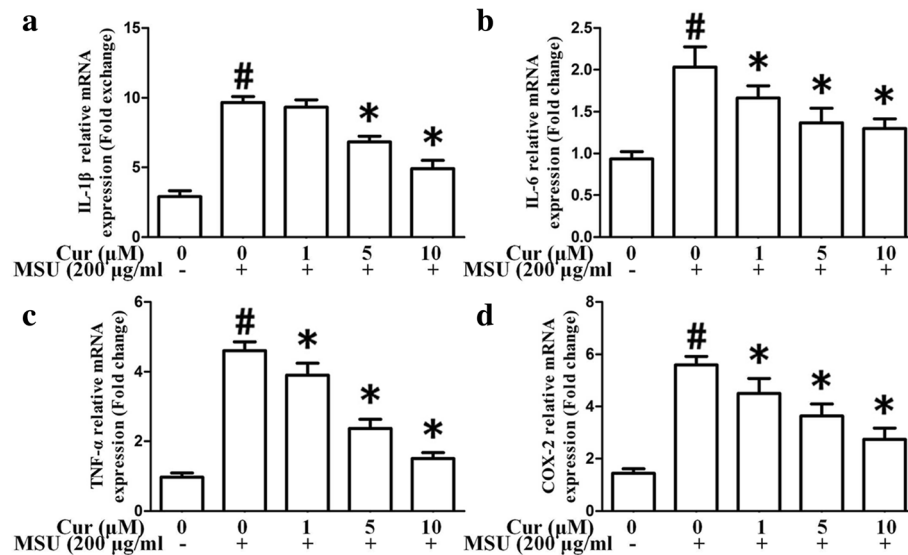 a
IL-1β relative mRNA
expression (Fold exchange)
15
10
5
0
#
*
*
Cur (μM) 0 0 1 5 10
MSU (200 μg/ml - + + + +
b
IL-6 relative mRNA
expression (Fold change)
2.5
2.0
1.5
1.0
0.5
0.0
#
*
*
*
Cur (μM) 0 0 1 5 10
MSU (200 μg/ml - + + + +
c
TNF-α relative mRNA
expression (Fold change)
6
4
2
0
#
*
*
*
Cur (μM) 0 0 1 5 10
MSU (200 μg/ml - + + + +
d
COX-2 relative mRNA
expression (Fold change)
8
6
4
2
0
#
*
*
*
Cur (μM) 0 0 1 5 10
MSU (200 μg/ml - + + + +